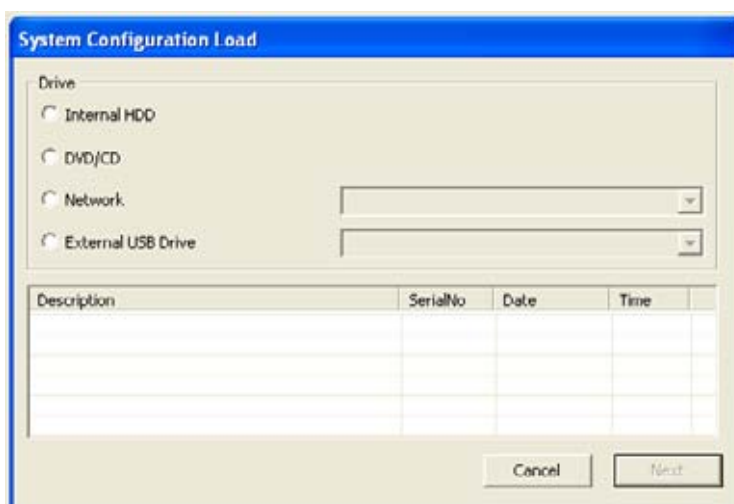 System Configuration Load
Drive
Internal HDD
DVD/CD
Network
External USB Drive
Description SerialNo Date Time
Cancel Next